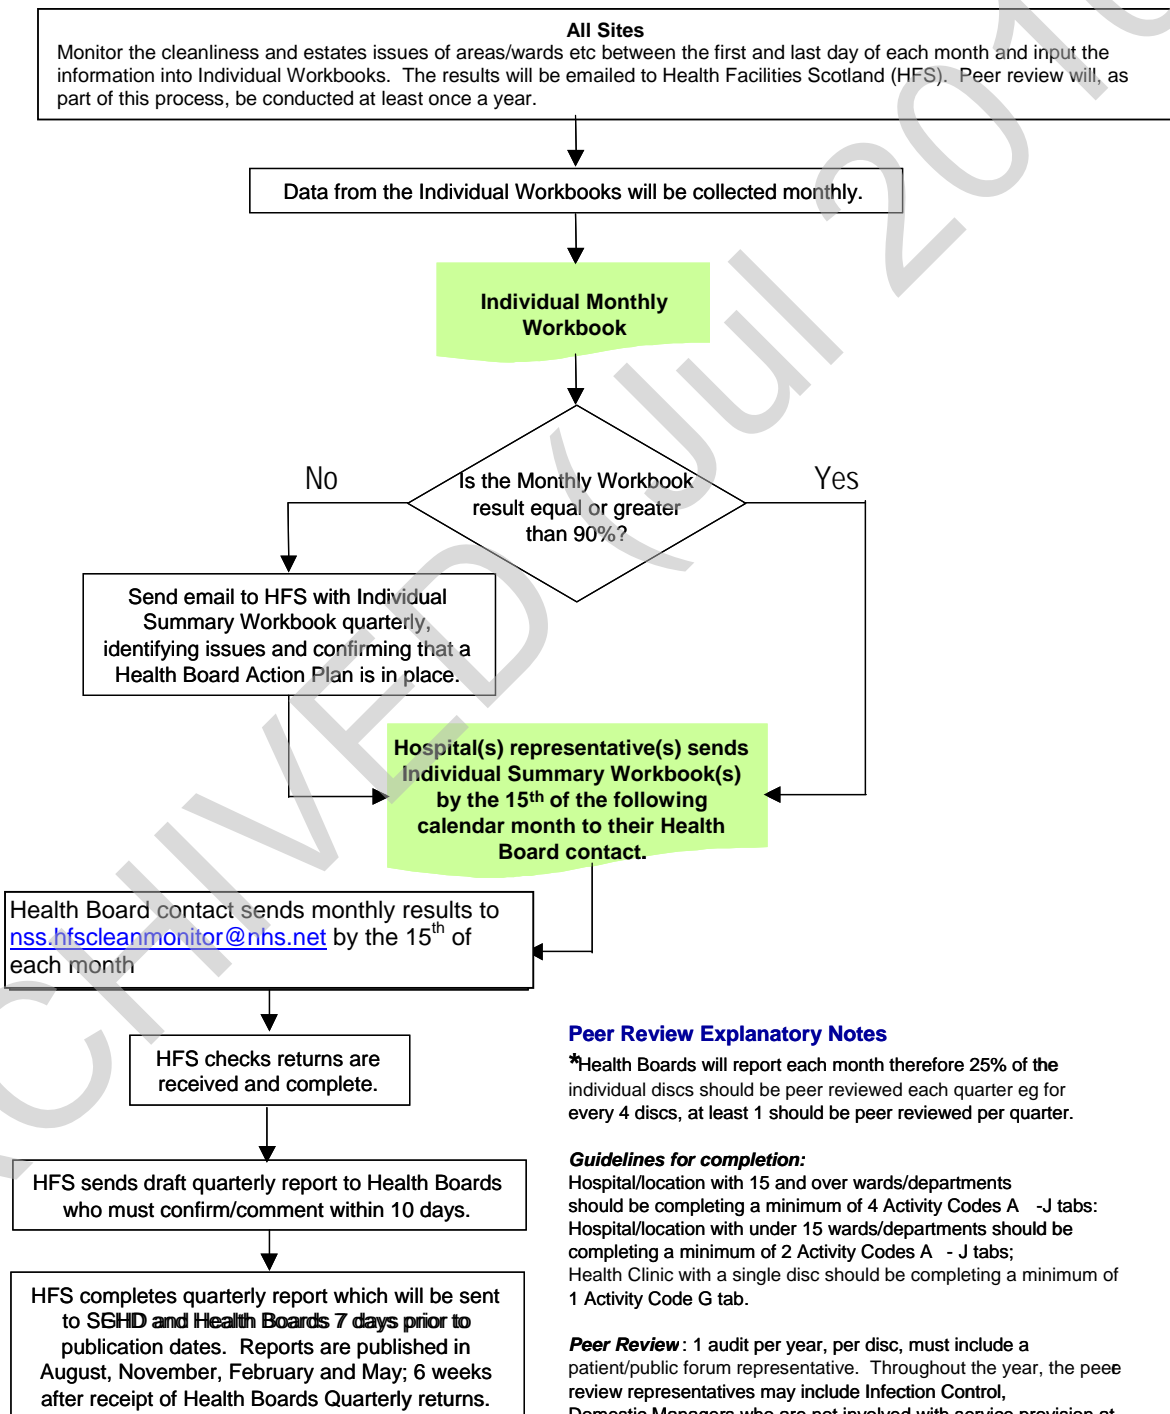 All Sites
Monitor the cleanliness and estates issues of areas/wards etc between the first and last day of each month and input the
information into Individual Workbooks. The results will be emailed to Health Facilities Scotland (HFS). Peer review will, as
part of this process, be conducted at least once a year.
Data from the Individual Workbooks will be collected monthly.
Individual Monthly
Workbook
No
Is the Monthly Workbook
result equal or greater
than 90%?
Yes
Send email to HFS with Individual
Summary Workbook quarterly,
identifying issues and confirming that a
Health Board Action Plan is in place.
Hospital(s) representative(s) sends
Individual Summary Workbook(s)
by the 15th of the following
calendar month to their Health
Board contact.
Health Board contact sends monthly results to
nss.hfscleanmonitor@nhs.net by the 15th of
each month
HFS checks returns are
received and complete.
HFS sends draft quarterly report to Health Boards
who must confirm/comment within 10 days.
HFS completes quarterly report which will be sent
to SGHD and Health Boards 7 days prior to
publication dates. Reports are published in
August, November, February and May; 6 weeks
after receipt of Health Boards Quarterly returns.
Peer Review Explanatory Notes
*Health Boards will report each month therefore 25% of the
individual discs should be peer reviewed each quarter eg for
every 4 discs, at least 1 should be peer reviewed per quarter.
Guidelines for completion:
Hospital/location with 15 and over wards/departments
should be completing a minimum of 4 Activity Codes A -J tabs:
Hospital/location with under 15 wards/departments should be
completing a minimum of 2 Activity Codes A - J tabs;
Health Clinic with a single disc should be completing a minimum of
1 Activity Code G tab.
Peer Review: 1 audit per year, per disc, must include a
patient/public forum representative. Throughout the year, the peer
review representatives may include Infection Control,
Domestic Managers who are not involved with service provision at
CHIVED (Jul 201